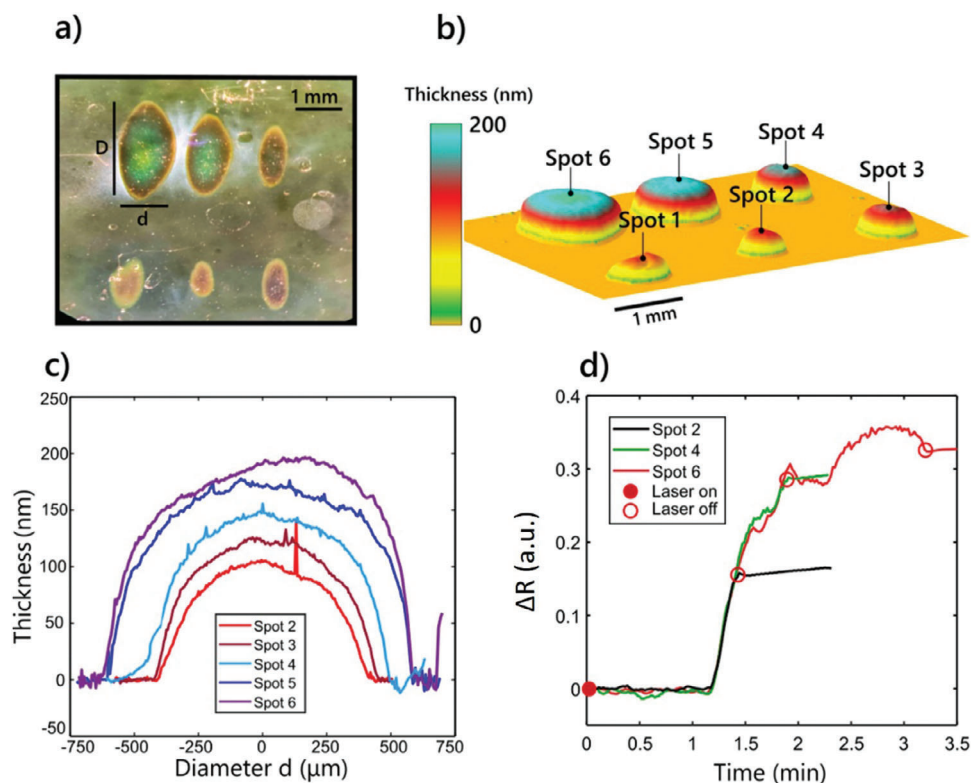 a)
1 mm
D
d
b)
Thickness (nm)
200
0
Spot 6
Spot 5
Spot 4
Spot 3
Spot 2
Spot 1
1 mm
c)
Thickness (nm)
250
200
150
100
50
0
-50
-750
-500
-250
0
250
500
750
Diameter d (µm)
Spot 2
Spot 3
Spot 4
Spot 5
Spot 6
d)
ΔR (a.u.)
0.4
0.3
0.2
0.1
0
0
0.5
1
1.5
2
2.5
3
3.5
Time (min)
Spot 2
Spot 4
Spot 6
Laser on
Laser off